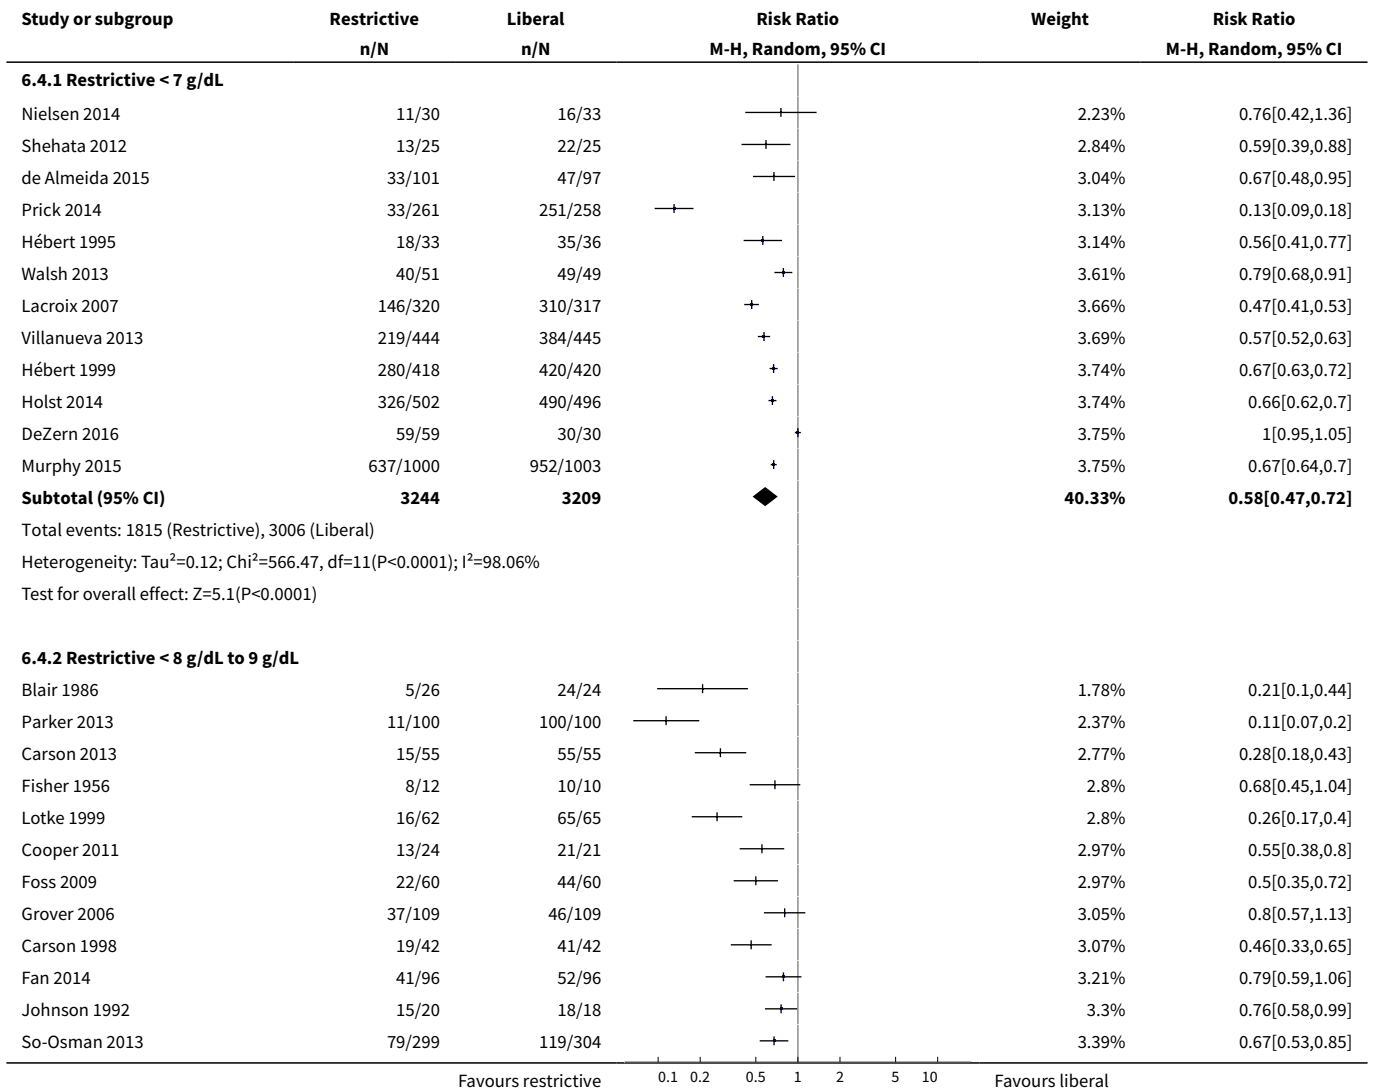 Study or subgroup Restrictive Liberal Risk Ratio Weight Risk Ratio
n/N n/N M-H, Random, 95% CI M-H, Random, 95% CI
6.4.1 Restrictive < 7 g/dL
Nielsen 2014 11/30 16/33 2.23% 0.76[0.42,1.36]
Shehata 2012 13/25 22/25 2.84% 0.59[0.39,0.88]
de Almeida 2015 33/101 47/97 3.04% 0.67[0.48,0.95]
Prick 2014 33/261 251/258 3.13% 0.13[0.09,0.18]
Hébert 1995 18/33 35/36 3.14% 0.56[0.41,0.77]
Walsh 2013 40/51 49/49 3.61% 0.79[0.68,0.91]
Lacroix 2007 146/320 310/317 3.66% 0.47[0.41,0.53]
Villanueva 2013 219/444 384/445 3.69% 0.57[0.52,0.63]
Hébert 1999 280/418 420/420 3.74% 0.67[0.63,0.72]
Holst 2014 326/502 490/496 3.74% 0.66[0.62,0.7]
DeZern 2016 59/59 30/30 3.75% 1[0.95,1.05]
Murphy 2015 637/1000 952/1003 3.75% 0.67[0.64,0.7]
Subtotal (95% CI) 3244 3209 40.33% 0.58[0.47,0.72]
Total events: 1815 (Restrictive), 3006 (Liberal)
Heterogeneity: Tau²=0.12; Chi²=566.47, df=11(P<0.0001); I²=98.06%
Test for overall effect: Z=5.1(P<0.0001)
6.4.2 Restrictive < 8 g/dL to 9 g/dL
Blair 1986 5/26 24/24 1.78% 0.21[0.1,0.44]
Parker 2013 11/100 100/100 2.37% 0.11[0.07,0.2]
Carson 2013 15/55 55/55 2.77% 0.28[0.18,0.43]
Fisher 1956 8/12 10/10 2.8% 0.68[0.45,1.04]
Lotke 1999 16/62 65/65 2.8% 0.26[0.17,0.4]
Cooper 2011 13/24 21/21 2.97% 0.55[0.38,0.8]
Foss 2009 22/60 44/60 2.97% 0.5[0.35,0.72]
Grover 2006 37/109 46/109 3.05% 0.8[0.57,1.13]
Carson 1998 19/42 41/42 3.07% 0.46[0.33,0.65]
Fan 2014 41/96 52/96 3.21% 0.79[0.59,1.06]
Johnson 1992 15/20 18/18 3.3% 0.76[0.58,0.99]
So-Osman 2013 79/299 119/304 3.39% 0.67[0.53,0.85]
Favours restrictive 0.1 0.2 0.5 1 2 5 10 Favours liberal